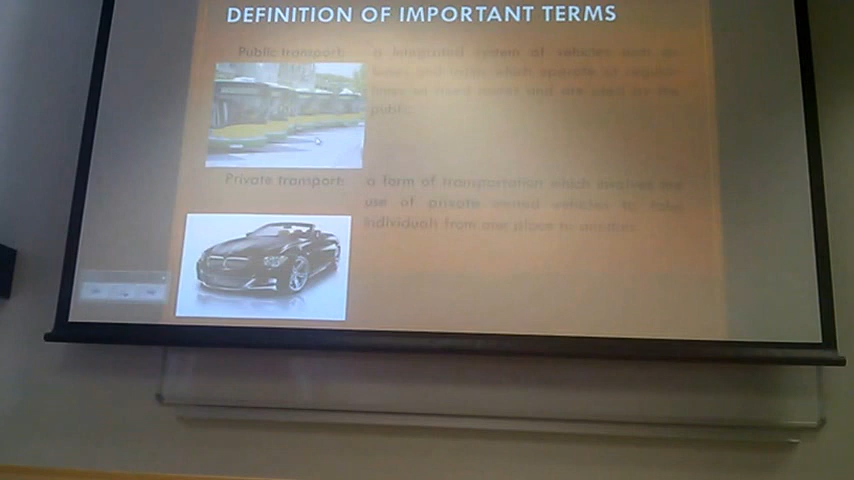 DEFINITION OF IMPORTANT TERMS
Public transport: a integrated system of vehicles such as
buses and taxis which operate at regular
times on fixed routes and are used by the
public.
Private transport: a form of transportation which involves the
use of private owned vehicles to take
individuals from one place to another.